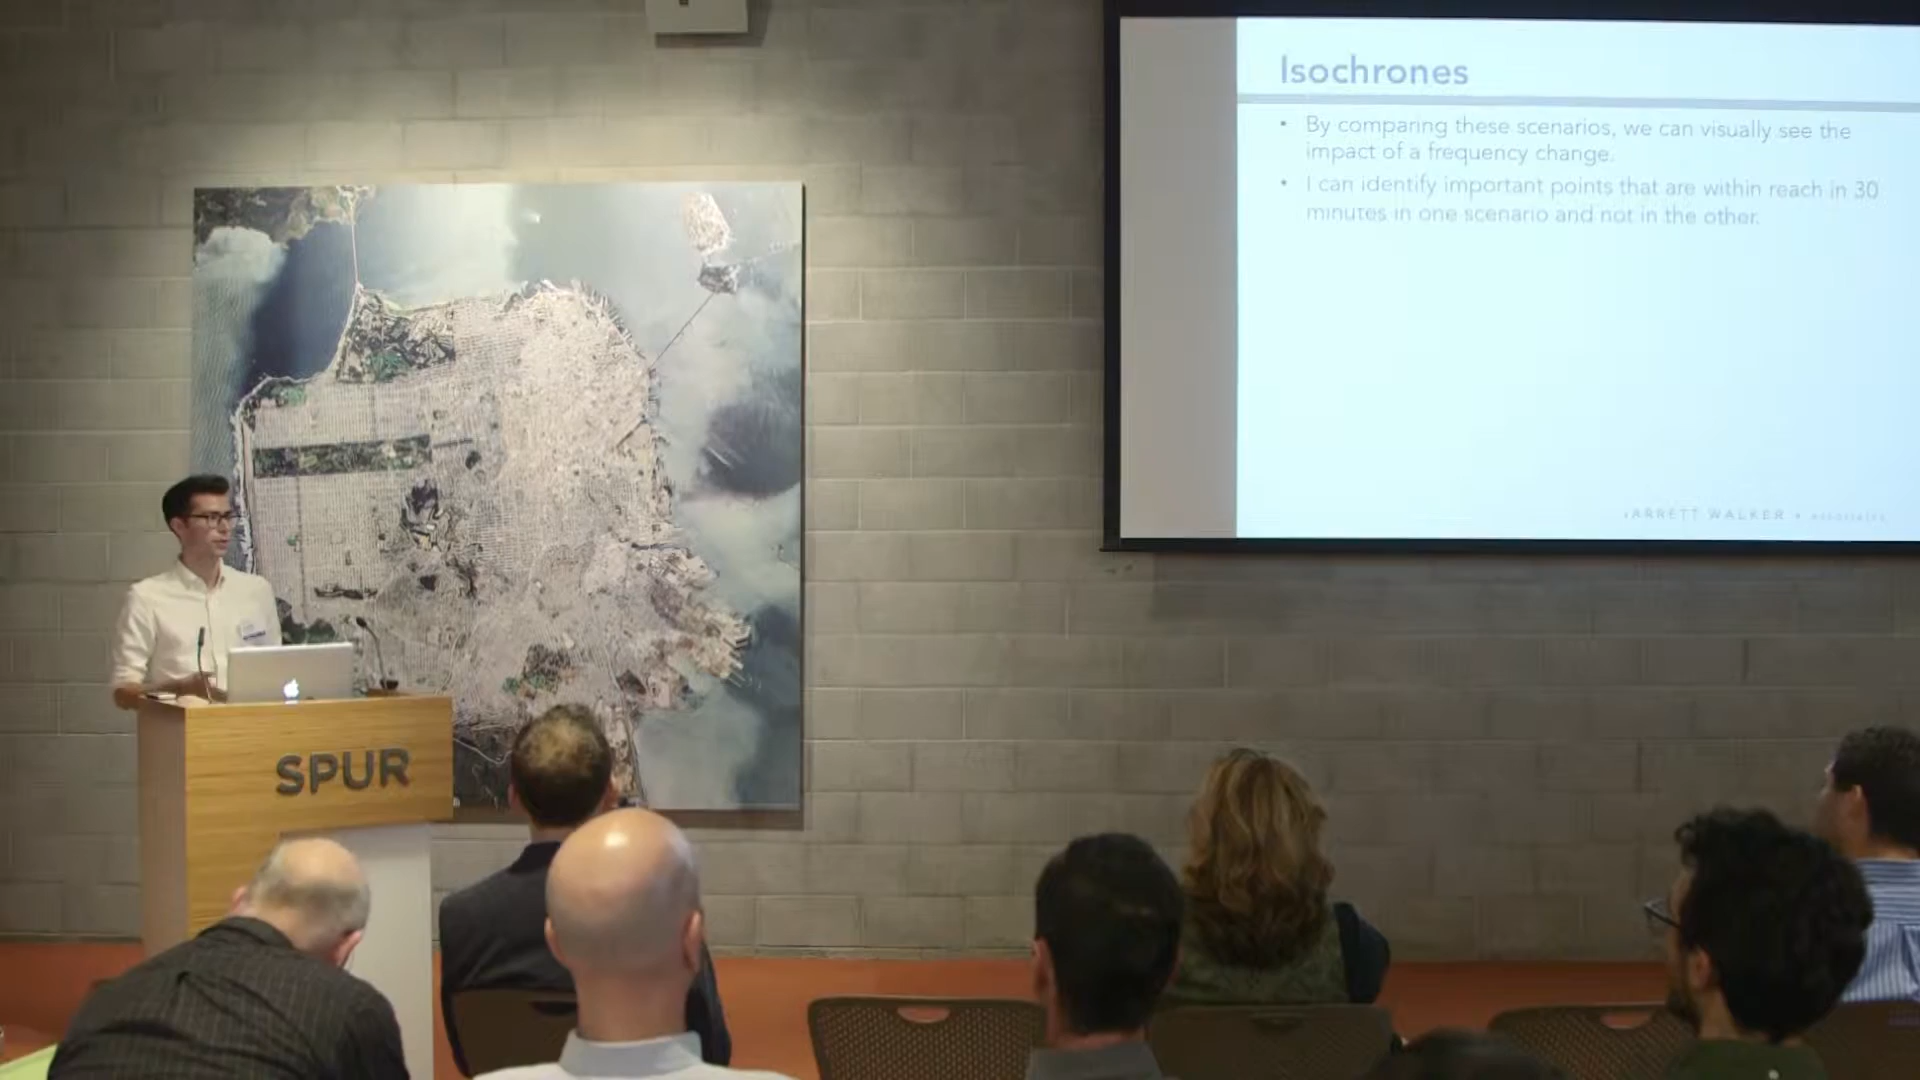 Isochrones
• By comparing these scenarios, we can visually see the
impact of a frequency change.
• I can identify important points that are within reach in 30
minutes in one scenario and not in the other.
JARRETT WALKER + associates
SPUR